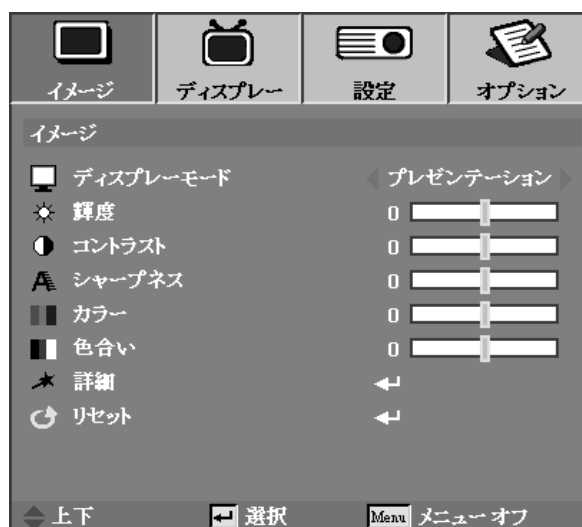 イメージ ディスプレー 設定 オプション
イメージ
ディスプレーモード プレゼンテーション
輝度 0
コントラスト 0
シャープネス 0
カラー 0
色合い 0
詳細
リセット
上下 選択 Menu メニューオフ